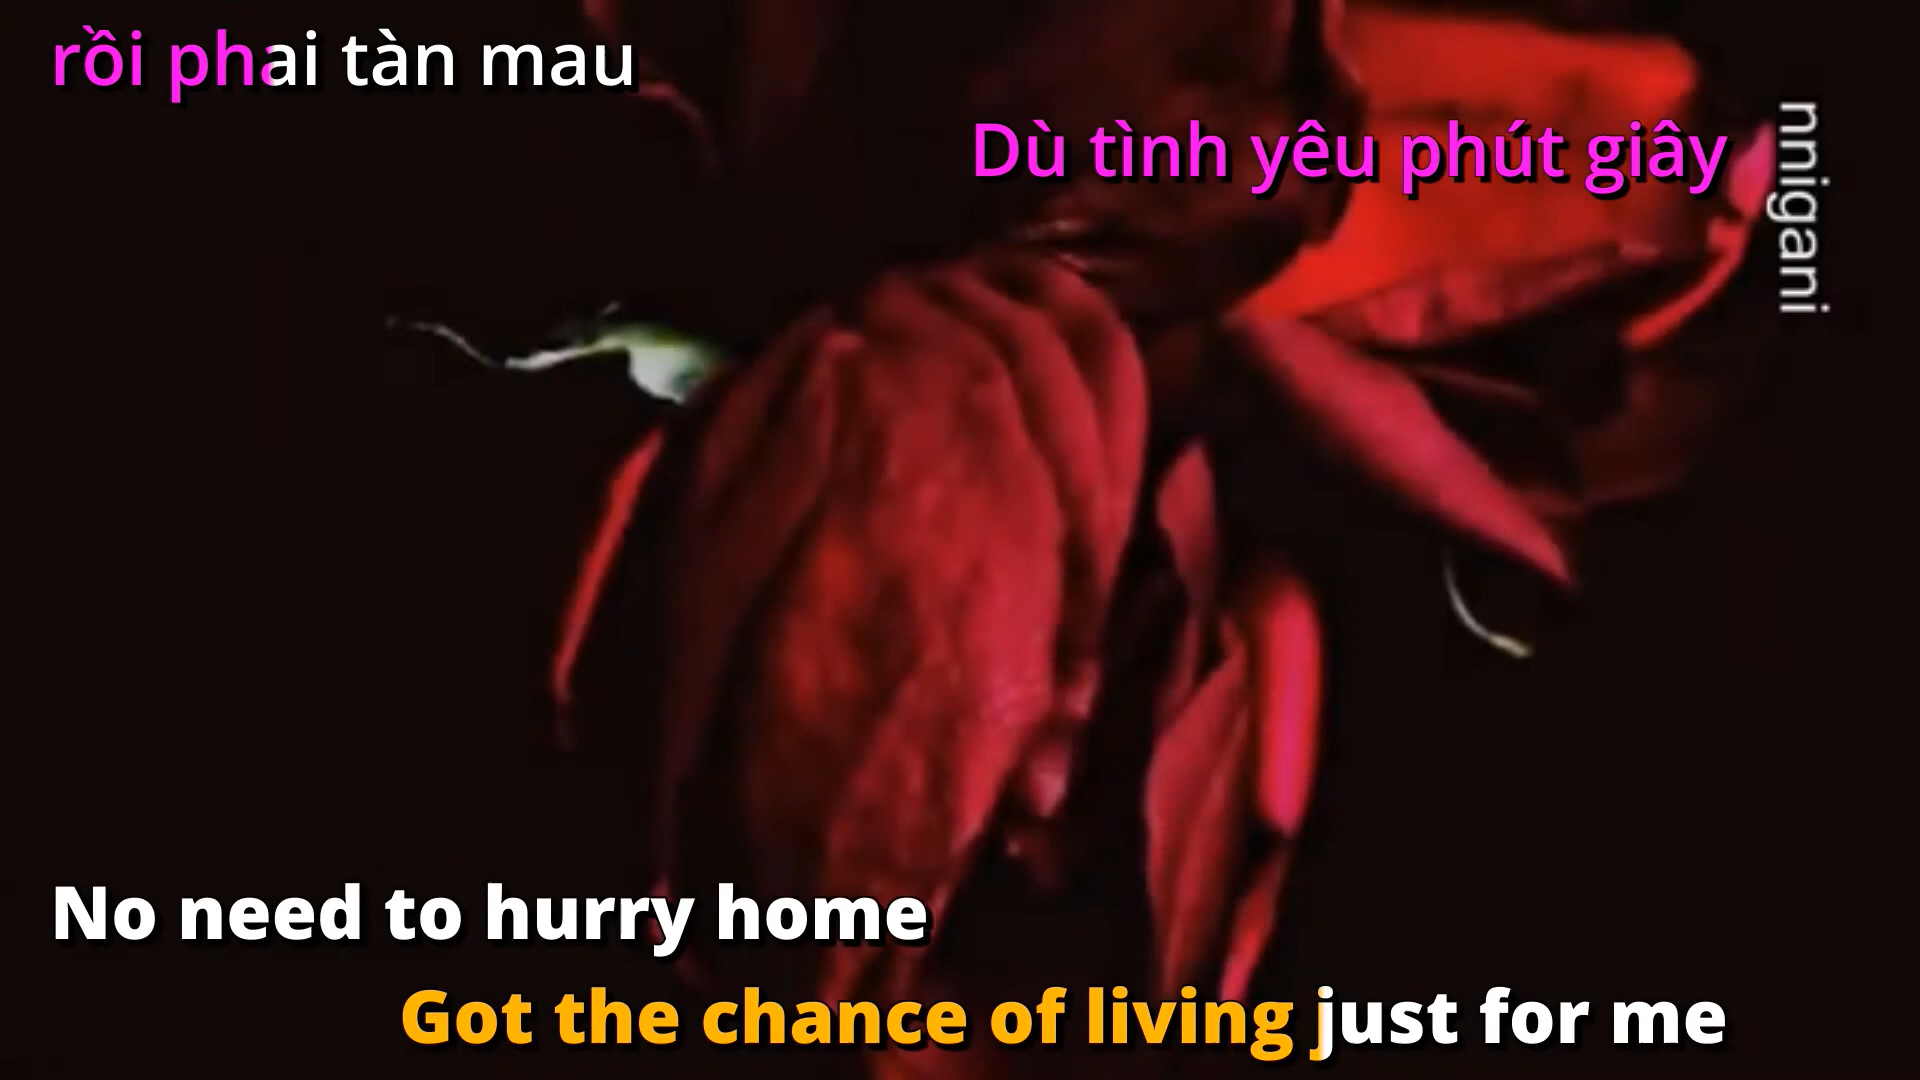 rồi phai tàn mau
Dù tình yêu phút giây
nnigani
No need to hurry home
Got the chance of living just for me